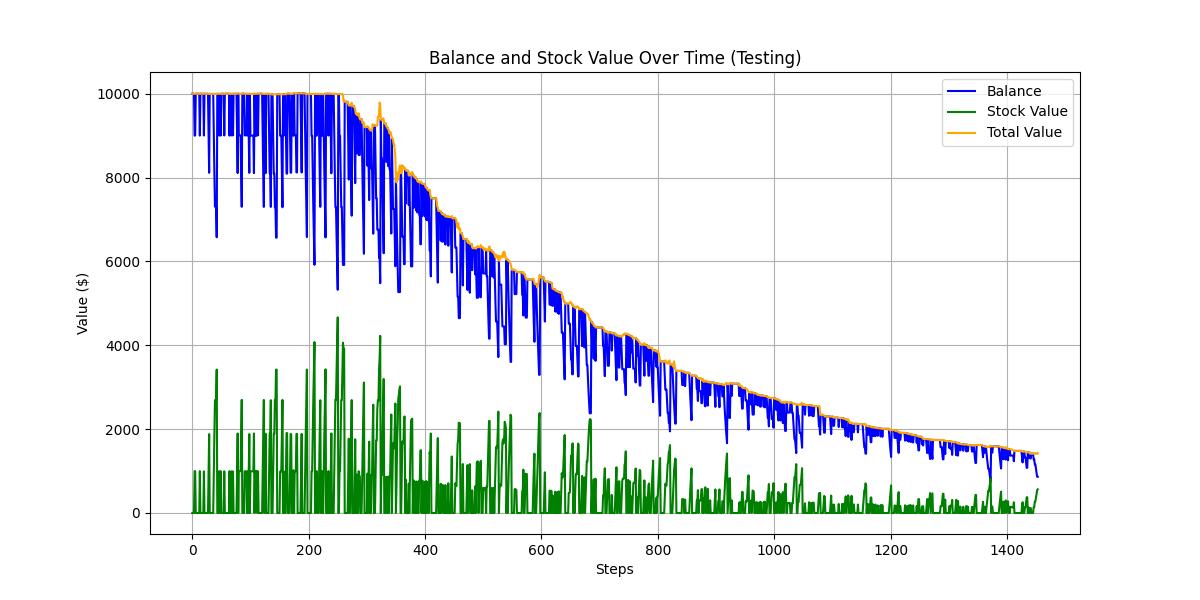 Balance and Stock Value Over Time (Testing)
Balance
Stock Value
Total Value
Value ($)
10000
8000
6000
4000
2000
0
0 200 400 600 800 1000 1200 1400
Steps